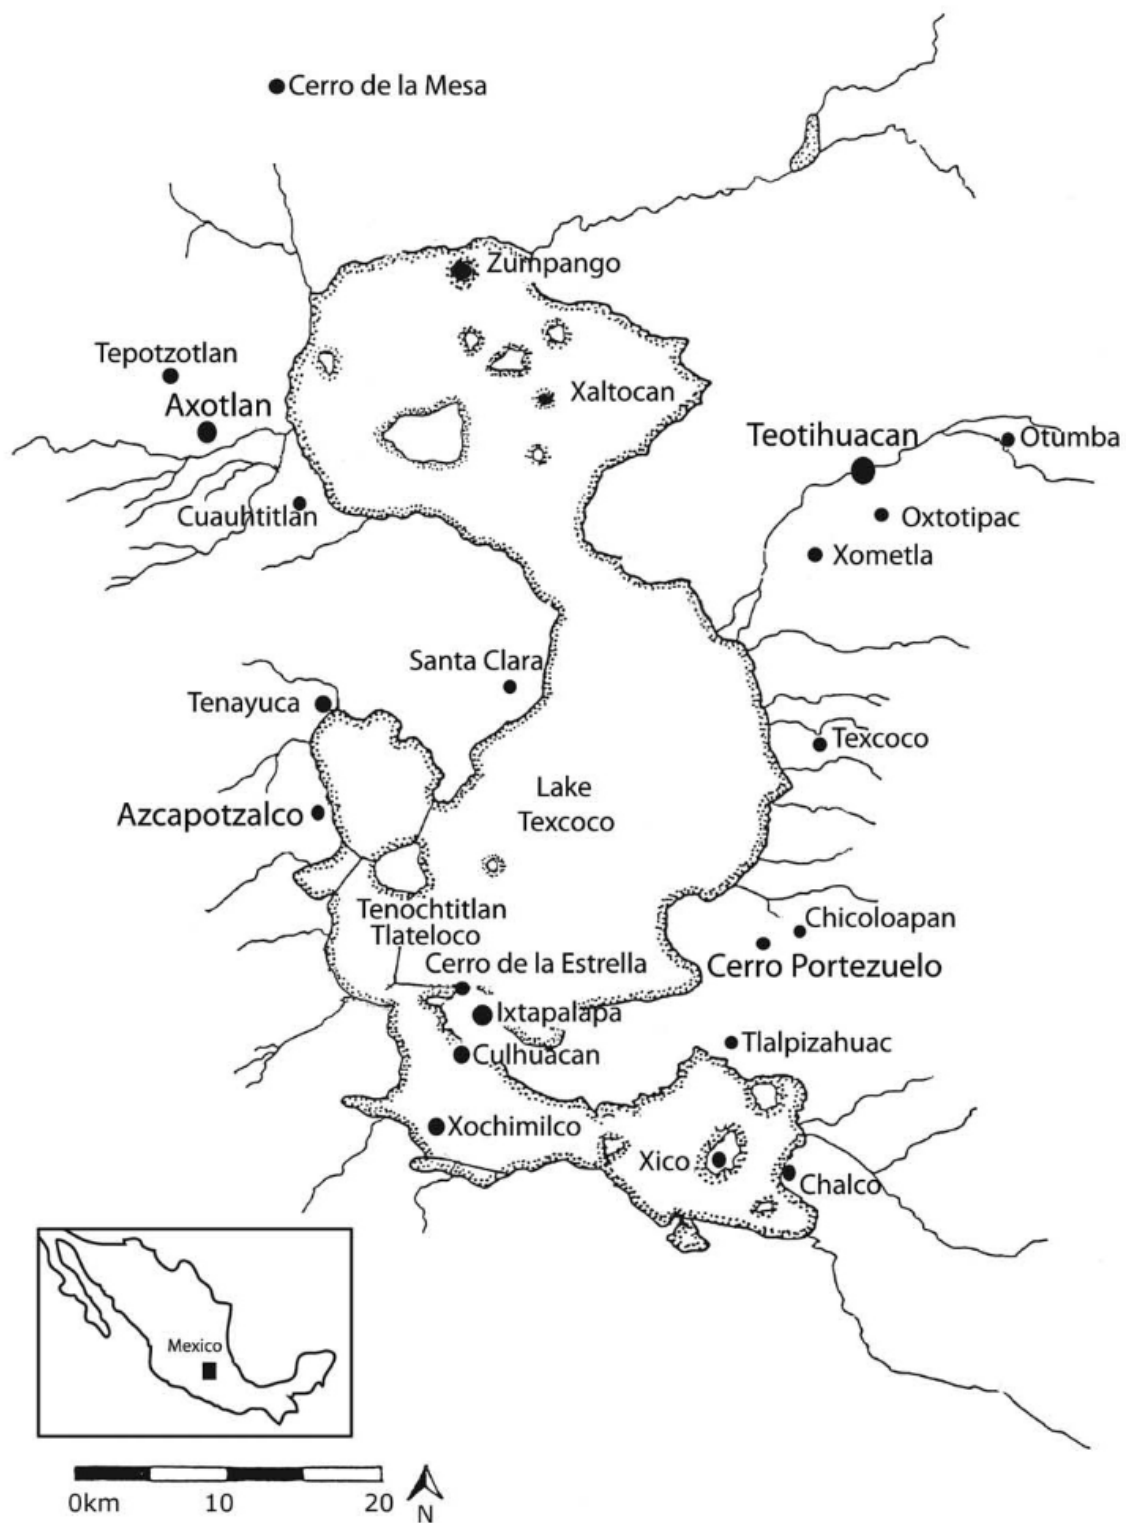 Cerro de la Mesa
Zumpango
Tepotzotlan
Xaltocan
Axotlan
Teotihuacan
Otumba
Cuauhtitlan
Oxtotipac
Xometla
Santa Clara
Tenayuca
Texcoco
Lake
Texcoco
Azcapotzalco
Tenochtitlan
Tlateloco
Chicoloapan
Cerro de la Estrella
Cerro Portezuelo
Ixtapalapa
Tlalpizahuac
Culhuacan
Xochimilco
Xico
Chalco
Mexico
0km 10 20
N